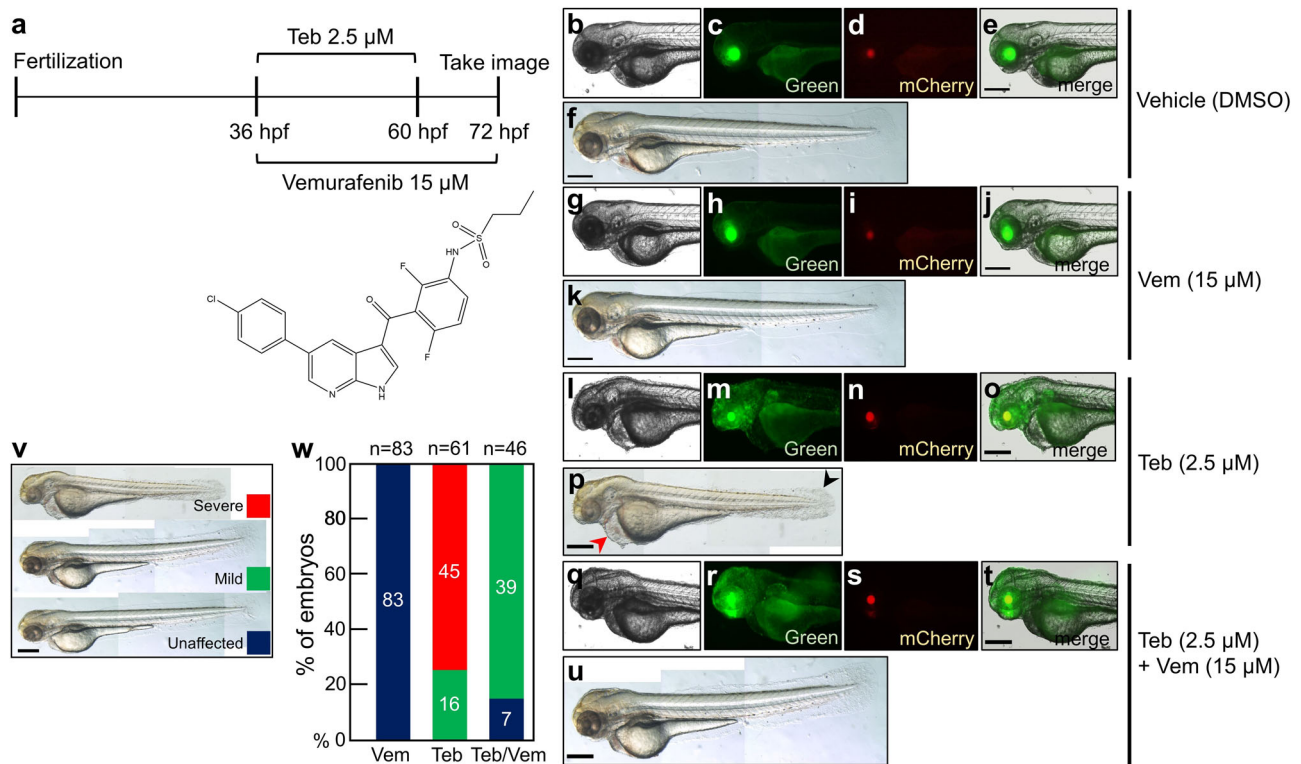 a
Teb 2.5 µM
Fertilization
Take image
36 hpf
60 hpf
72 hpf
Vemurafenib 15 µM
O
HN
S
O
F
Cl
O
F
N
N
H
b
c
Green
d
mCherry
e
merge
f
Vehicle (DMSO)
g
h
Green
i
mCherry
j
merge
k
Vem (15 µM)
l
m
Green
n
mCherry
o
merge
p
Teb (2.5 µM)
q
r
Green
s
mCherry
t
merge
u
Teb (2.5 µM)
+ Vem (15 µM)
v
Severe
Mild
Unaffected
w
n=83
n=61
n=46
100
80
60
40
20
% 0
% of embryos
83
45
16
39
7
Vem
Teb
Teb/Vem